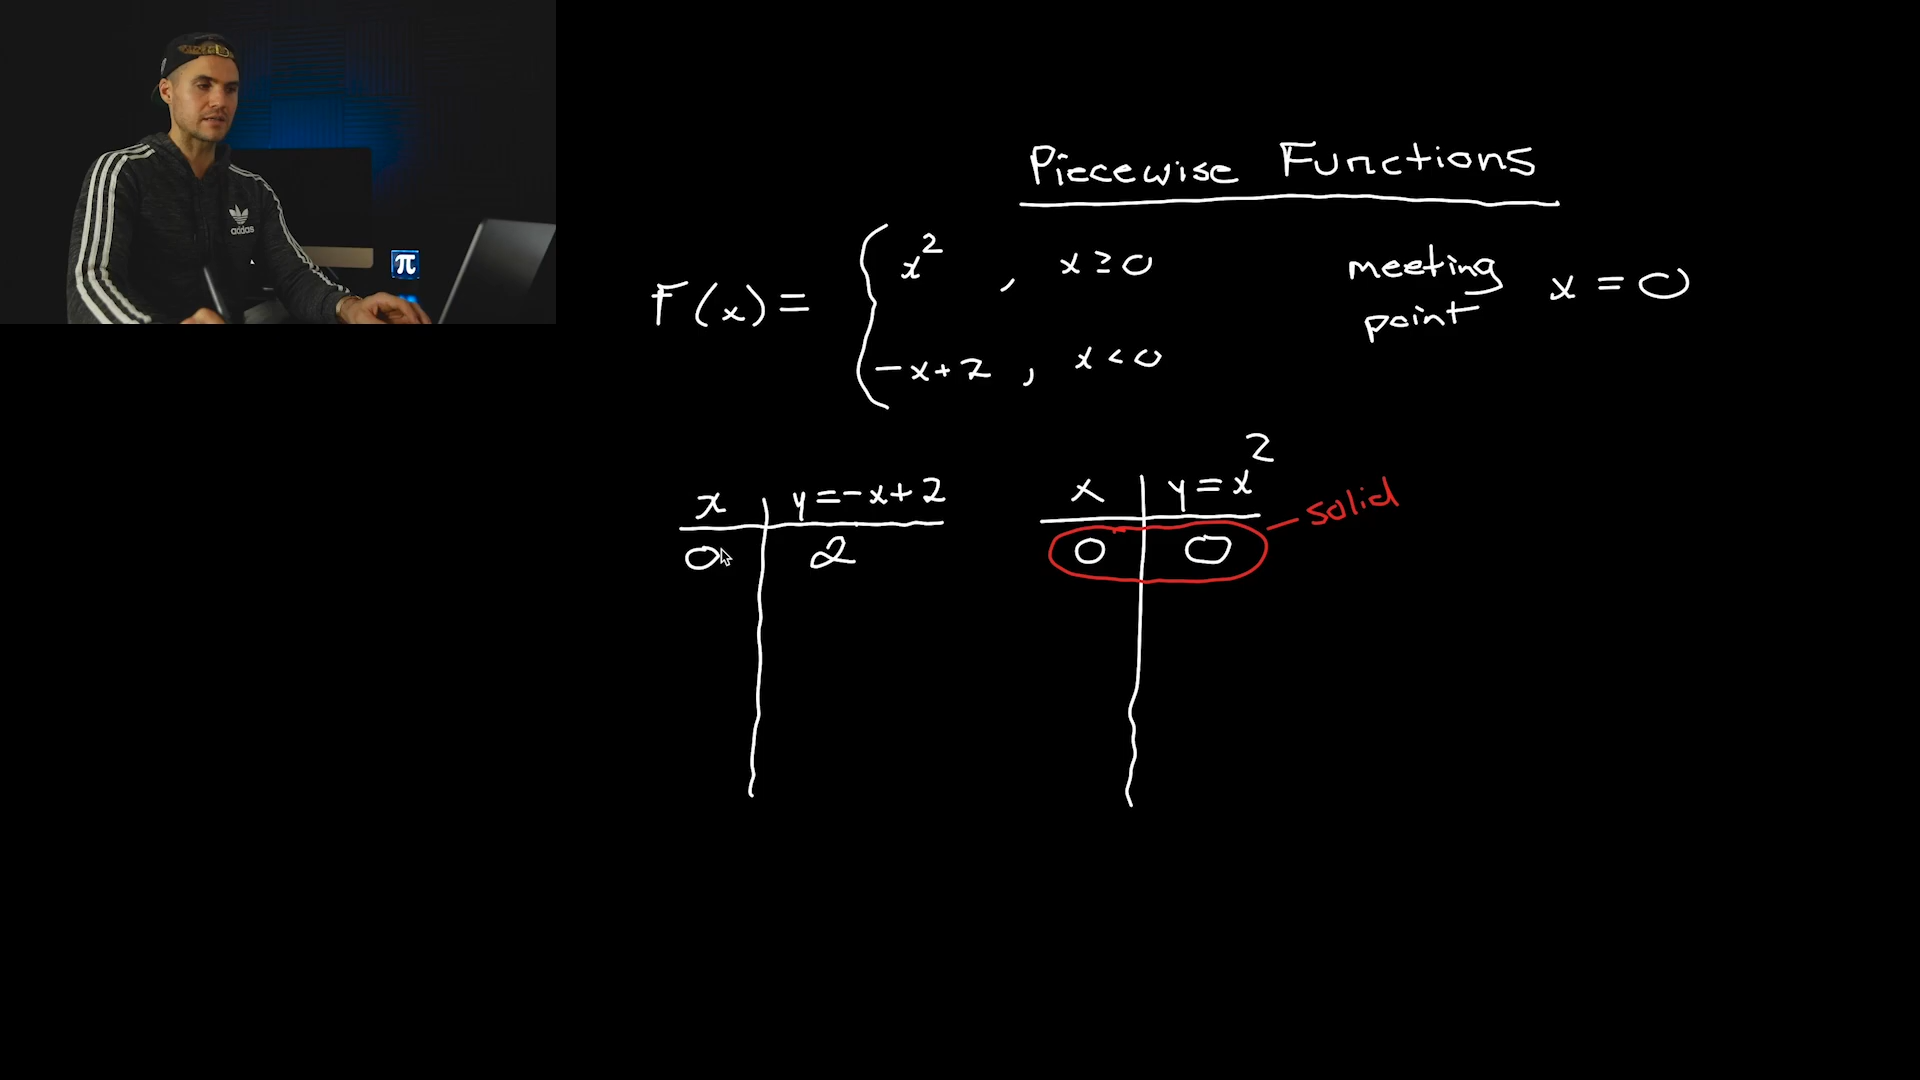 adidas
π
Piecewise Functions
F(x) = { x² , x ≥ 0
-x+2 , x < 0
meeting
point
x = 0
x | y = -x+2
0 | 2
x | y = x²
0 | 0
solid